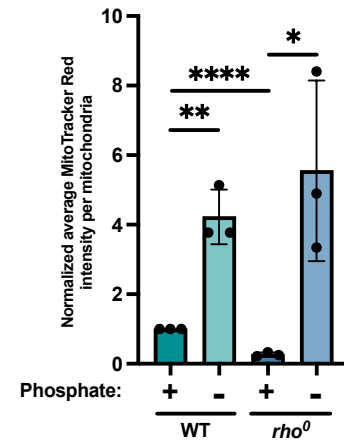 Normalized average MitoTracker Red
intensity per mitochondria
10
8
6
4
2
0
****
**
*
Phosphate: + - + -
WT rho⁰